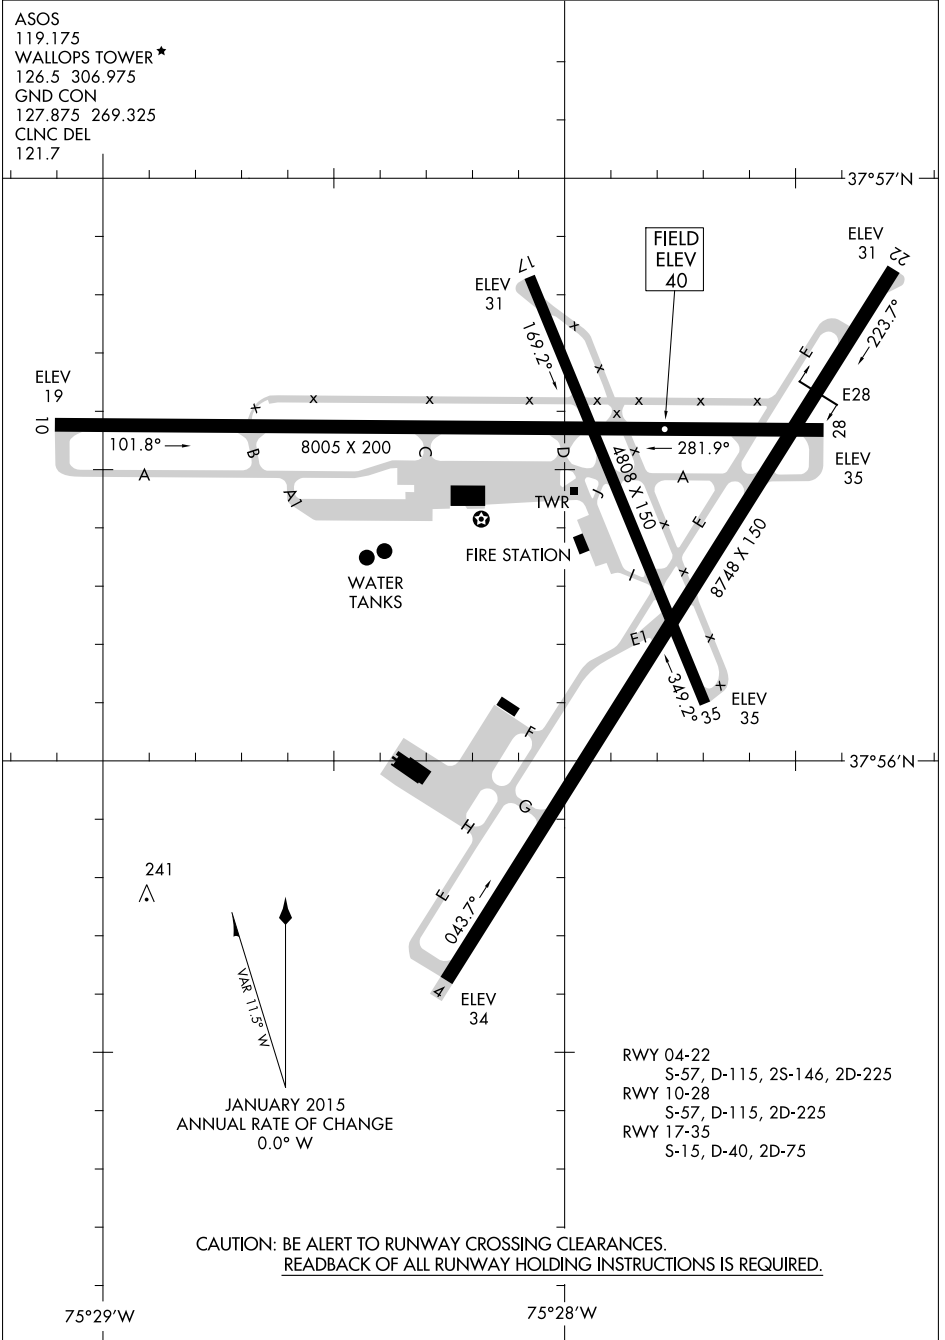 ASOS
119.175
WALLOPS TOWER★
126.5 306.975
GND CON
127.875 269.325
CLNC DEL
121.7
37°57'N
FIELD
ELEV
40
ELEV
31
22
17
ELEV
31
169.2°
223.7°
E
E28
ELEV
19
10
28
X X X X X X X
X X X X
101.8°
8005 X 200
281.9°
ELEV
35
A
B
C
D
A
A1
J
4808 X 150
X
X
E
TWR
FIRE STATION
8748 X 150
I
X
WATER
TANKS
E1
X
349.2°
X
35
ELEV
35
F
37°56'N
G
H
241
E
043.7°
4
ELEV
34
VAR 11.5° W
JANUARY 2015
ANNUAL RATE OF CHANGE
0.0° W
RWY 04-22
S-57, D-115, 2S-146, 2D-225
RWY 10-28
S-57, D-115, 2D-225
RWY 17-35
S-15, D-40, 2D-75
CAUTION: BE ALERT TO RUNWAY CROSSING CLEARANCES.
READBACK OF ALL RUNWAY HOLDING INSTRUCTIONS IS REQUIRED.
75°29'W
75°28'W